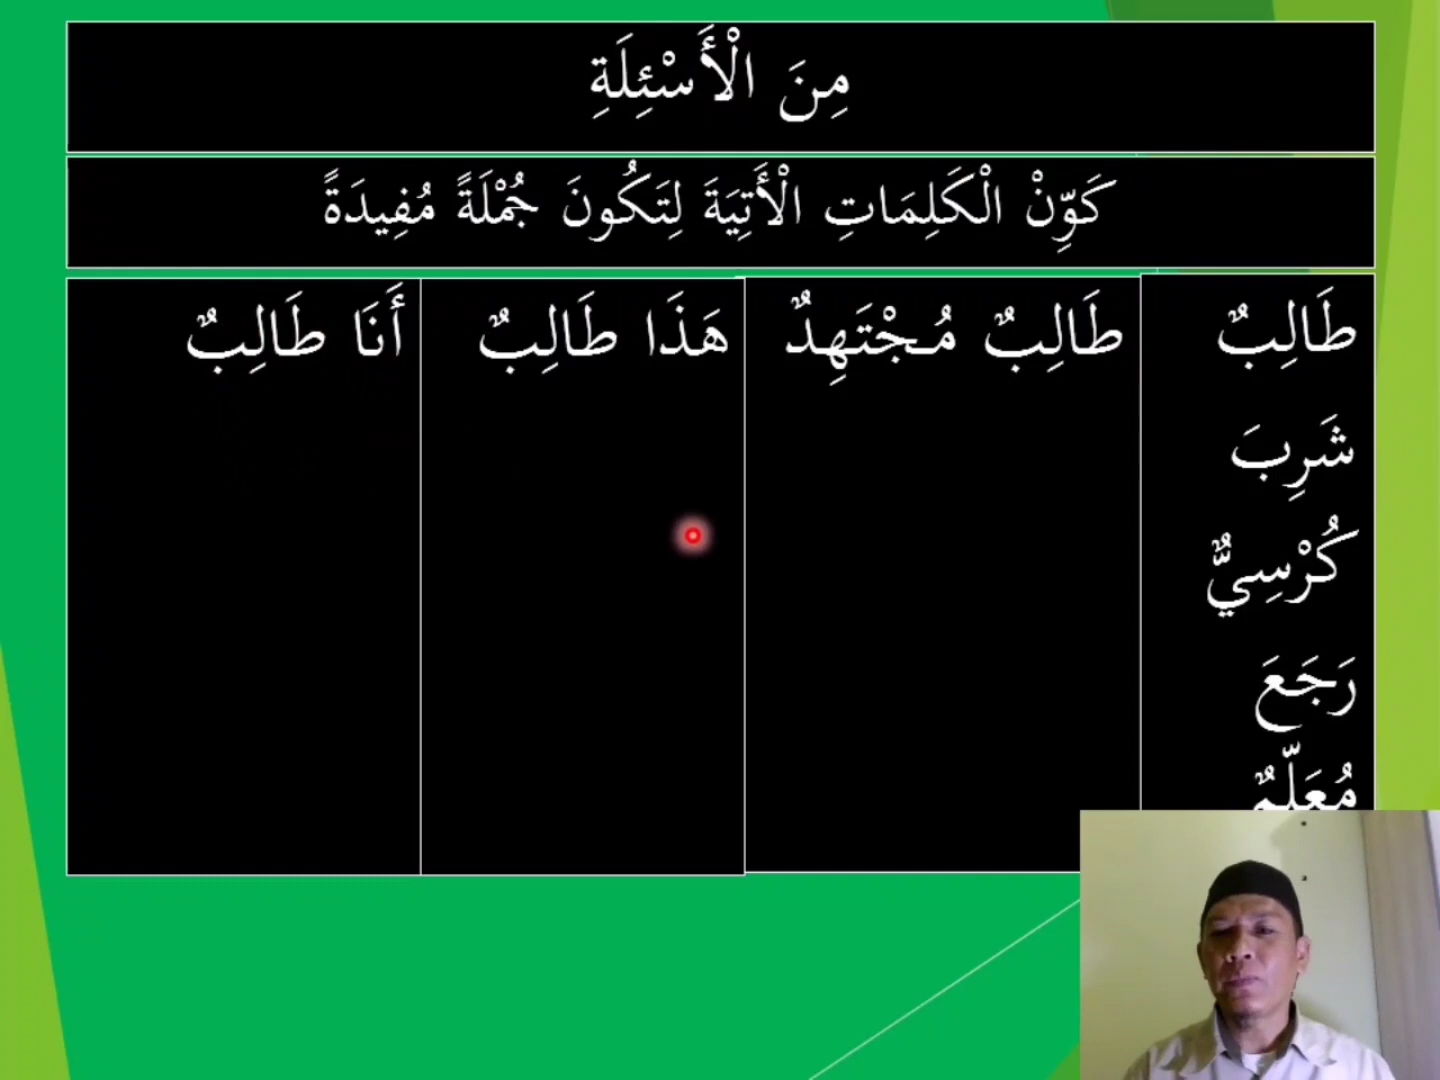 مِنَ الْأَسْئِلَةِ
كَوِّنْ الْكَلِمَاتِ الْأَتِيَةَ لِتَكُونَ جُمْلَةً مُفِيدَةً
طَالِبٌ
طَالِبٌ مُجْتَهِدٌ
هَذَا طَالِبٌ
أَنَا طَالِبٌ
شَرِبَ
كُرْسِيٌّ
رَجَعَ
مُعَلِّمٌ